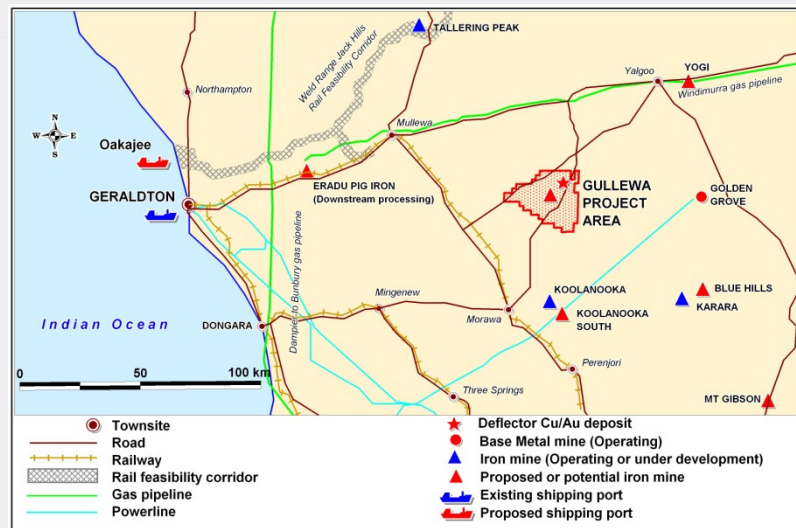 TALLERING PEAK
Weld Range Jack Hills
Rail Feasibility Corridor
Northampton
Yalgoo
YOGI
Windimurra gas pipeline
N
W
E
S
Mullewa
Oakajee
ERADU PIG IRON
(Downstream processing)
GULLEWA
PROJECT
AREA
GOLDEN
GROVE
GERALDTON
Dampier to Bunbury gas pipeline
Mingenew
KOOLANOOKA
BLUE HILLS
KARARA
Indian Ocean
DONGARA
Morawa
KOOLANOOKA
SOUTH
Perenjori
0
50
100 km
Three Springs
MT GIBSON
Townsite
Road
Railway
Rail feasibility corridor
Gas pipeline
Powerline
Deflector Cu/Au deposit
Base Metal mine (Operating)
Iron mine (Operating or under development)
Proposed or potential iron mine
Existing shipping port
Proposed shipping port